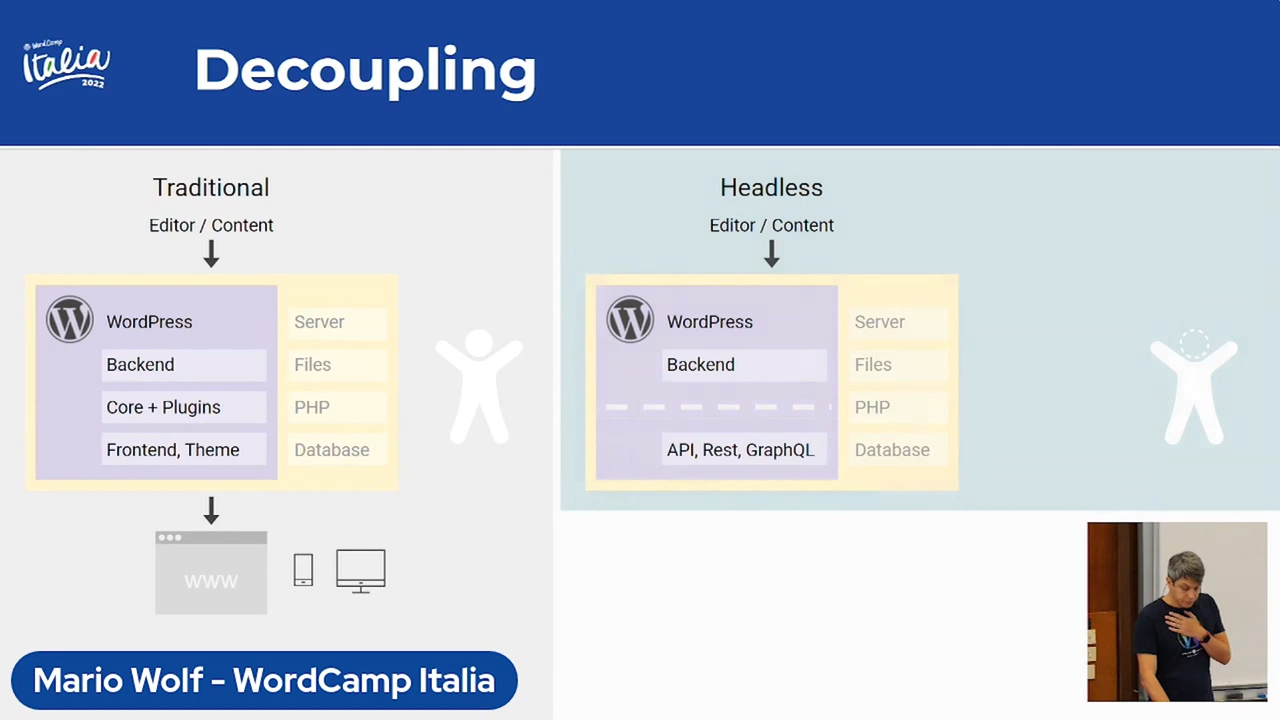 WordCamp
Italia
2022
Decoupling
Traditional
Editor / Content
WordPress
Backend
Core + Plugins
Frontend, Theme
Server
Files
PHP
Database
www
Headless
Editor / Content
WordPress
Backend
API, Rest, GraphQL
Server
Files
PHP
Database
Mario Wolf - WordCamp Italia